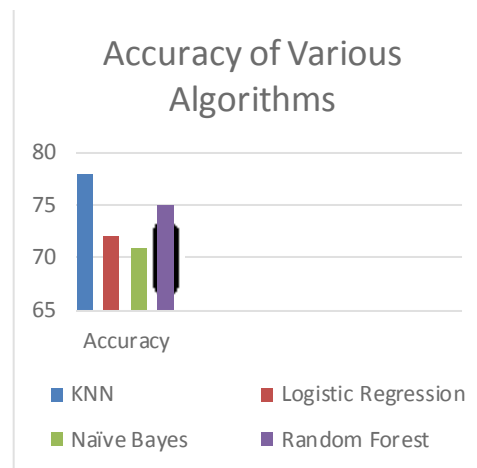 Accuracy of Various
Algorithms
80
75
70
65
Accuracy
KNN
Logistic Regression
Naïve Bayes
Random Forest